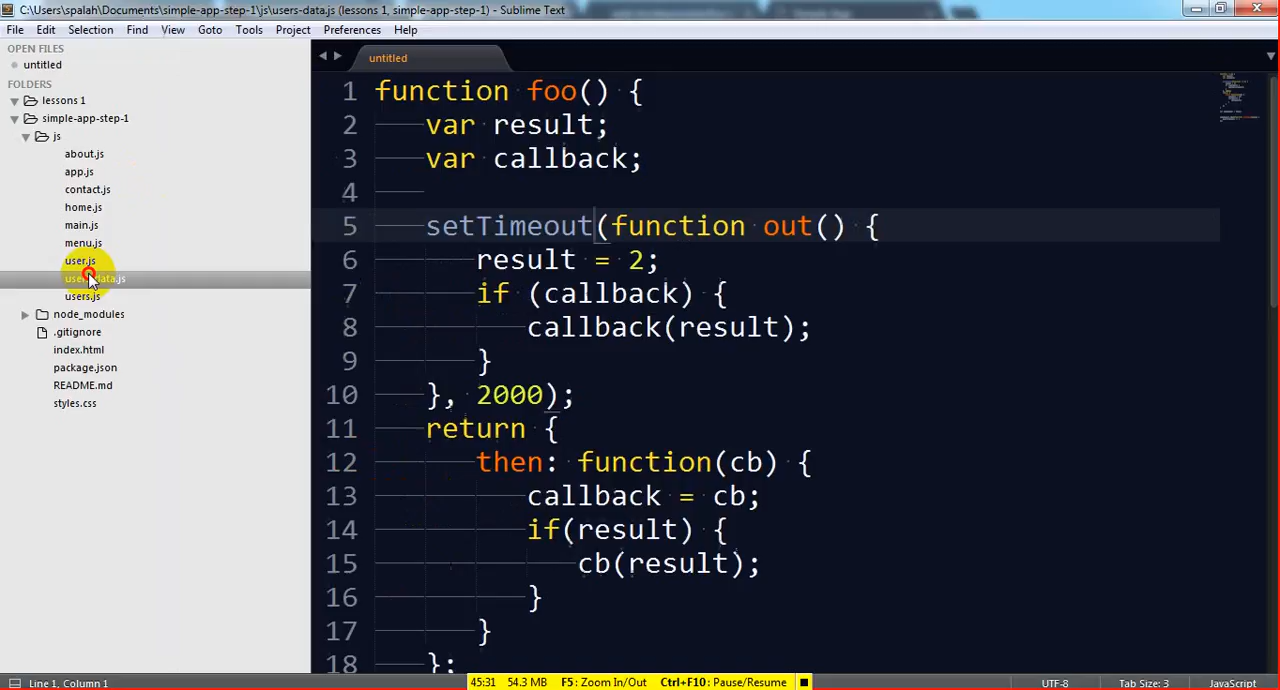 C:\Users\spalah\Documents\simple-app-step-1\js\users-data.js (lessons 1, simple-app-step-1) - Sublime Text
File Edit Selection Find View Goto Tools Project Preferences Help
OPEN FILES
untitled
FOLDERS
lessons 1
simple-app-step-1
js
about.js
app.js
contact.js
home.js
main.js
menu.js
user.js
users-data.js
users.js
node_modules
.gitignore
index.html
package.json
README.md
styles.css
untitled
1 function foo() {
2 var result;
3 var callback;
4
5 setTimeout(function out() {
6 result = 2;
7 if (callback) {
8 callback(result);
9 }
10 }, 2000);
11 return {
12 then: function(cb) {
13 callback = cb;
14 if(result) {
15 cb(result);
16 }
17 }
18 };
Line 1, Column 1
45:31 54.3 MB F5: Zoom In/Out Ctrl+F10: Pause/Resume
UTF-8 Tab Size: 3 JavaScript